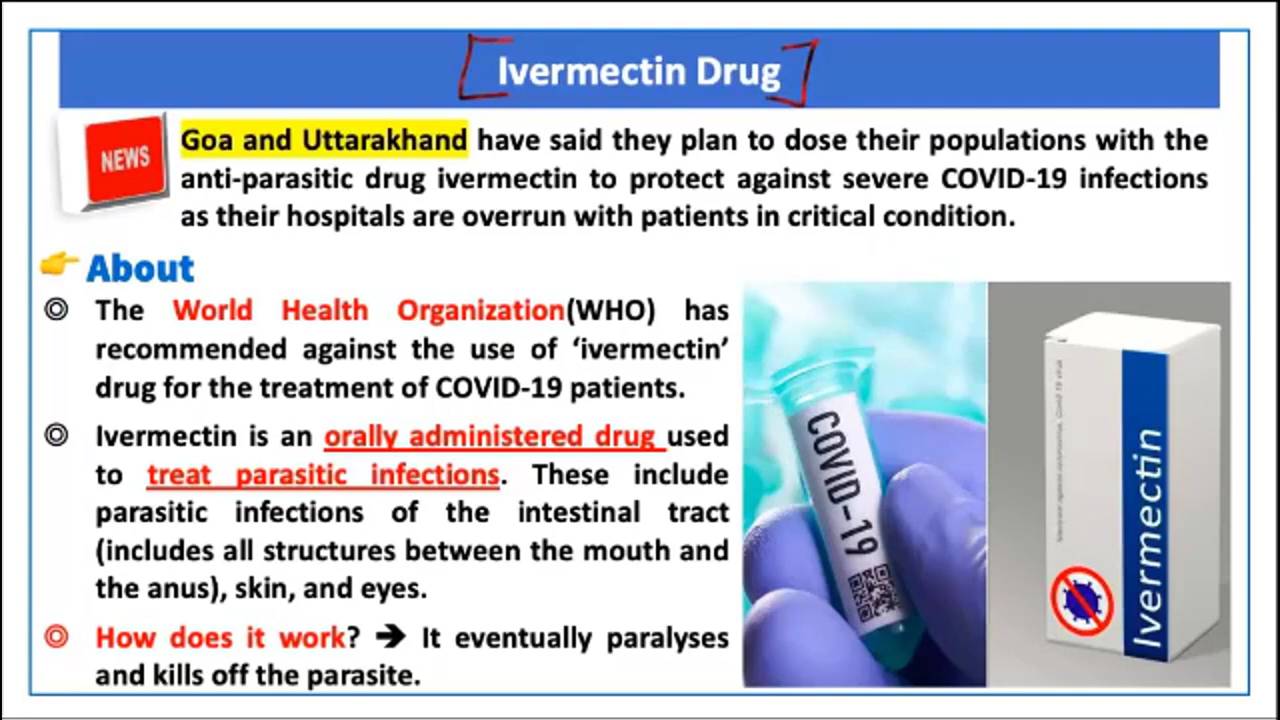 Ivermectin Drug
NEWS
Goa and Uttarakhand have said they plan to dose their populations with the
anti-parasitic drug ivermectin to protect against severe COVID-19 infections
as their hospitals are overrun with patients in critical condition.
About
The World Health Organization(WHO) has
recommended against the use of ‘ivermectin’
drug for the treatment of COVID-19 patients.
Ivermectin is an orally administered drug used
to treat parasitic infections. These include
parasitic infections of the intestinal tract
(includes all structures between the mouth and
the anus), skin, and eyes.
How does it work? ➔ It eventually paralyses
and kills off the parasite.
COVID-19
Ivermectin